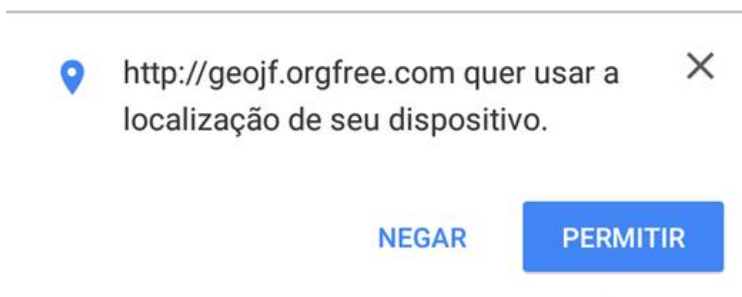 http://geojf.orgfree.com quer usar a
localização de seu dispositivo.
NEGAR PERMITIR